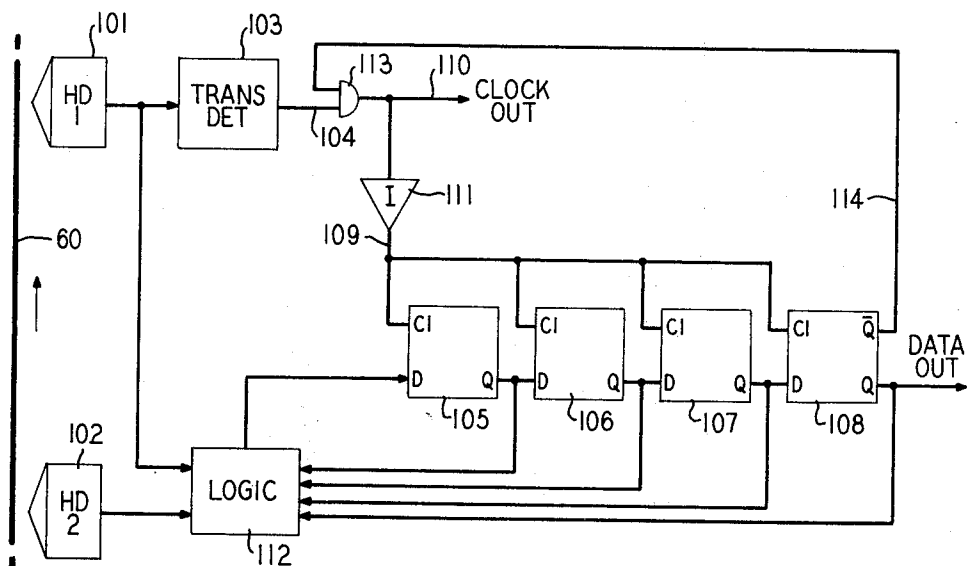 101
103
HD
1
TRANS
DET
113
104
110
CLOCK
OUT
I
111
109
114
60
CI
CI
CI
CI
Q̅
D
Q
D
Q
D
Q
D
Q
105
106
107
108
DATA
OUT
102
HD
2
LOGIC
112